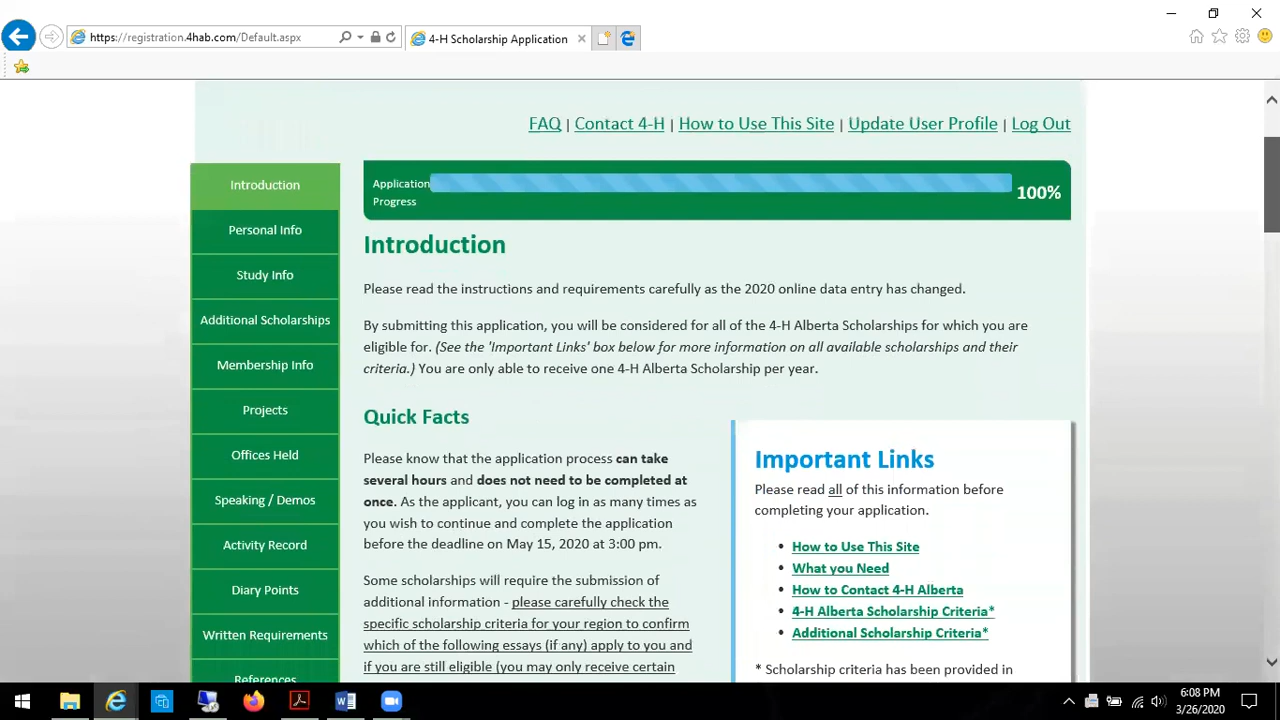 https://registration.4hab.com/Default.aspx
4-H Scholarship Application
FAQ | Contact 4-H | How to Use This Site | Update User Profile | Log Out
Introduction
Personal Info
Study Info
Additional Scholarships
Membership Info
Projects
Offices Held
Speaking / Demos
Activity Record
Diary Points
Written Requirements
References
Application
Progress
100%
Introduction
Please read the instructions and requirements carefully as the 2020 online data entry has changed.
By submitting this application, you will be considered for all of the 4-H Alberta Scholarships for which you are
eligible for. (See the 'Important Links' box below for more information on all available scholarships and their
criteria.) You are only able to receive one 4-H Alberta Scholarship per year.
Quick Facts
Please know that the application process can take
several hours and does not need to be completed at
once. As the applicant, you can log in as many times as
you wish to continue and complete the application
before the deadline on May 15, 2020 at 3:00 pm.
Some scholarships will require the submission of
additional information - please carefully check the
specific scholarship criteria for your region to confirm
which of the following essays (if any) apply to you and
if you are still eligible (you may only receive certain
Important Links
Please read all of this information before
completing your application.
• How to Use This Site
• What you Need
• How to Contact 4-H Alberta
• 4-H Alberta Scholarship Criteria*
• Additional Scholarship Criteria*
* Scholarship criteria has been provided in
6:08 PM
3/26/2020